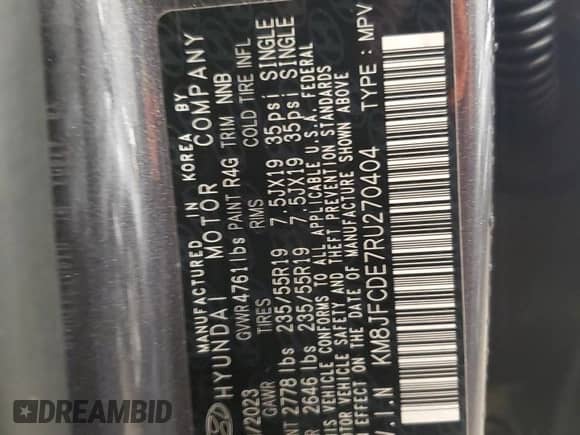 MANUFACTURED IN KOREA BY
HYUNDAI MOTOR COMPANY
/2023 GVWR 4761lbs PAINT R4G TRIM NNB
GAWR TIRES RIMS COLD TIRE INFL
NT 2778 lbs 235/55R19 7.5JX19 35psi SINGLE
R 2646 lbs 235/55R19 7.5JX19 35psi SINGLE
VEHICLE CONFORMS TO ALL APPLICABLE U.S.A. FEDERAL
MOTOR VEHICLE SAFETY AND THEFT PREVENTION STANDARDS
IN EFFECT ON THE DATE OF MANUFACTURE SHOWN ABOVE
V.I.N KM8JFCDE7RU270404 TYPE : MPV
DREAMBID